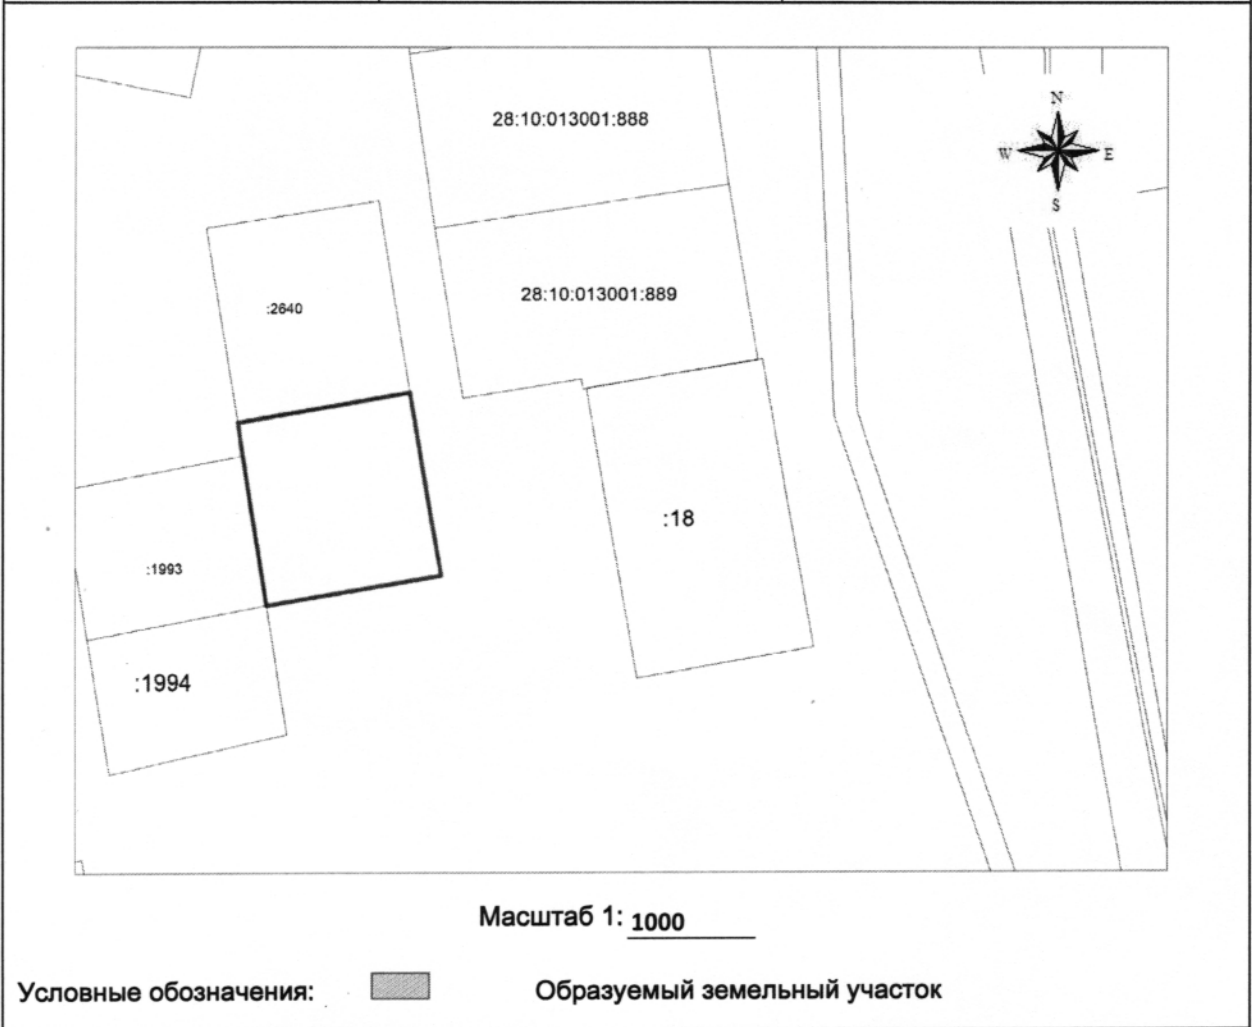 28:10:013001:888
N
W E
S
:2640
28:10:013001:889
:18
:1993
:1994
Масштаб 1: 1000
Условные обозначения: Образуемый земельный участок